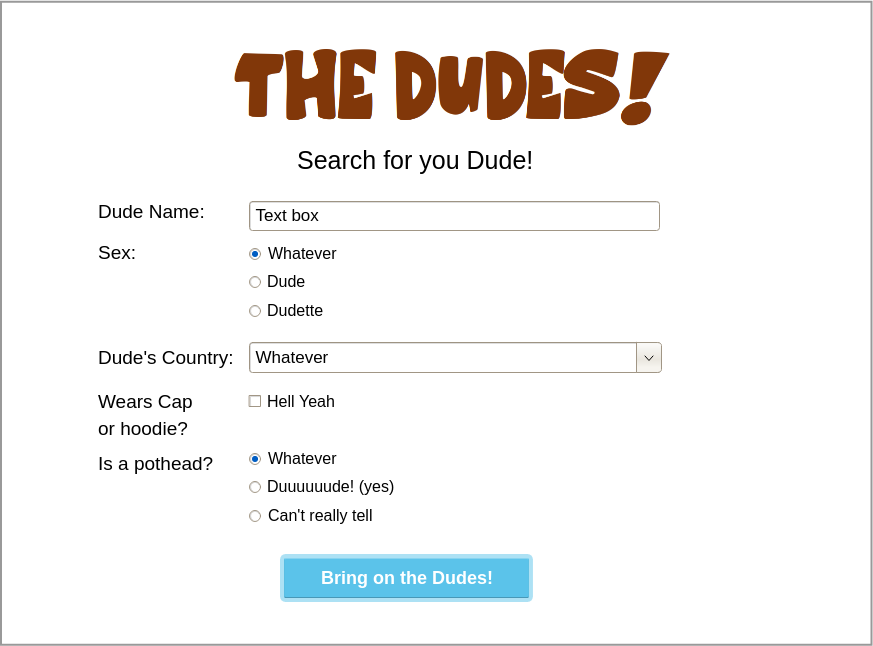 THE DUDES!
Search for you Dude!
Dude Name: Text box
Sex: Whatever
Dude
Dudette
Dude's Country: Whatever
Wears Cap Hell Yeah
or hoodie?
Is a pothead? Whatever
Duuuuuude! (yes)
Can't really tell
Bring on the Dudes!